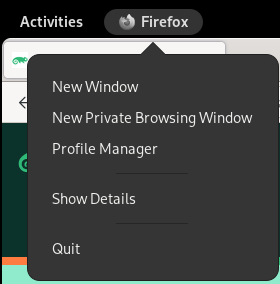 Activities
Firefox
New Window
New Private Browsing Window
Profile Manager
Show Details
Quit